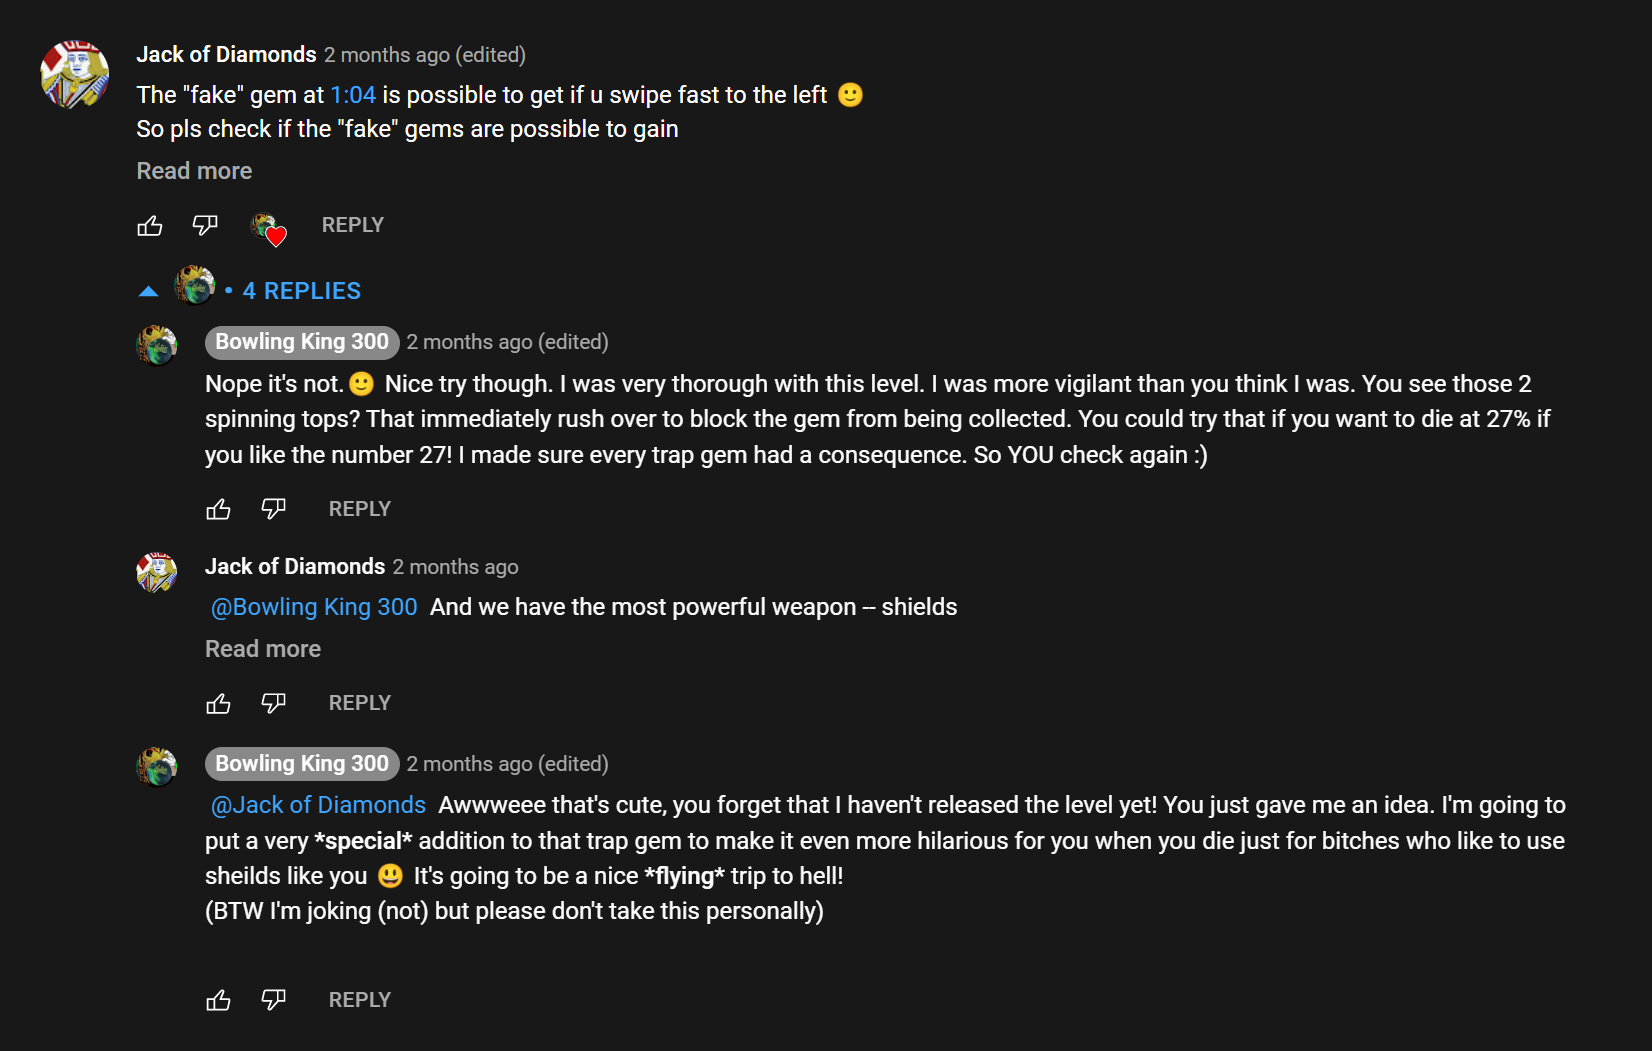 Jack of Diamonds 2 months ago (edited)
The "fake" gem at 1:04 is possible to get if u swipe fast to the left 🙂
So pls check if the "fake" gems are possible to gain
Read more
REPLY
• 4 REPLIES
Bowling King 300 2 months ago (edited)
Nope it's not.🙂 Nice try though. I was very thorough with this level. I was more vigilant than you think I was. You see those 2
spinning tops? That immediately rush over to block the gem from being collected. You could try that if you want to die at 27% if
you like the number 27! I made sure every trap gem had a consequence. So YOU check again :)
REPLY
Jack of Diamonds 2 months ago
@Bowling King 300 And we have the most powerful weapon -- shields
Read more
REPLY
Bowling King 300 2 months ago (edited)
@Jack of Diamonds Awwweee that's cute, you forget that I haven't released the level yet! You just gave me an idea. I'm going to
put a very *special* addition to that trap gem to make it even more hilarious for you when you die just for bitches who like to use
sheilds like you 😃 It's going to be a nice *flying* trip to hell!
(BTW I'm joking (not) but please don't take this personally)
REPLY